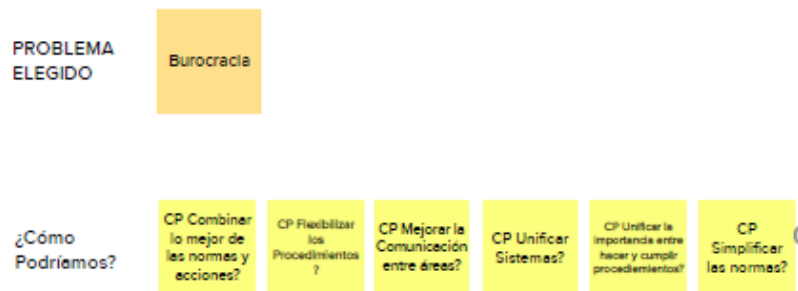 PROBLEMA
ELEGIDO
Burocracia
¿Cómo
Podríamos?
CP Combinar
lo mejor de
las normas y
acciones?
CP Flexibilizar
los
Procedimientos
?
CP Mejorar la
Comunicación
entre áreas?
CP Unificar
Sistemas?
CP Unificar la
importancia entre
hacer y cumplir
procediemientos?
CP
Simplificar
las normas?